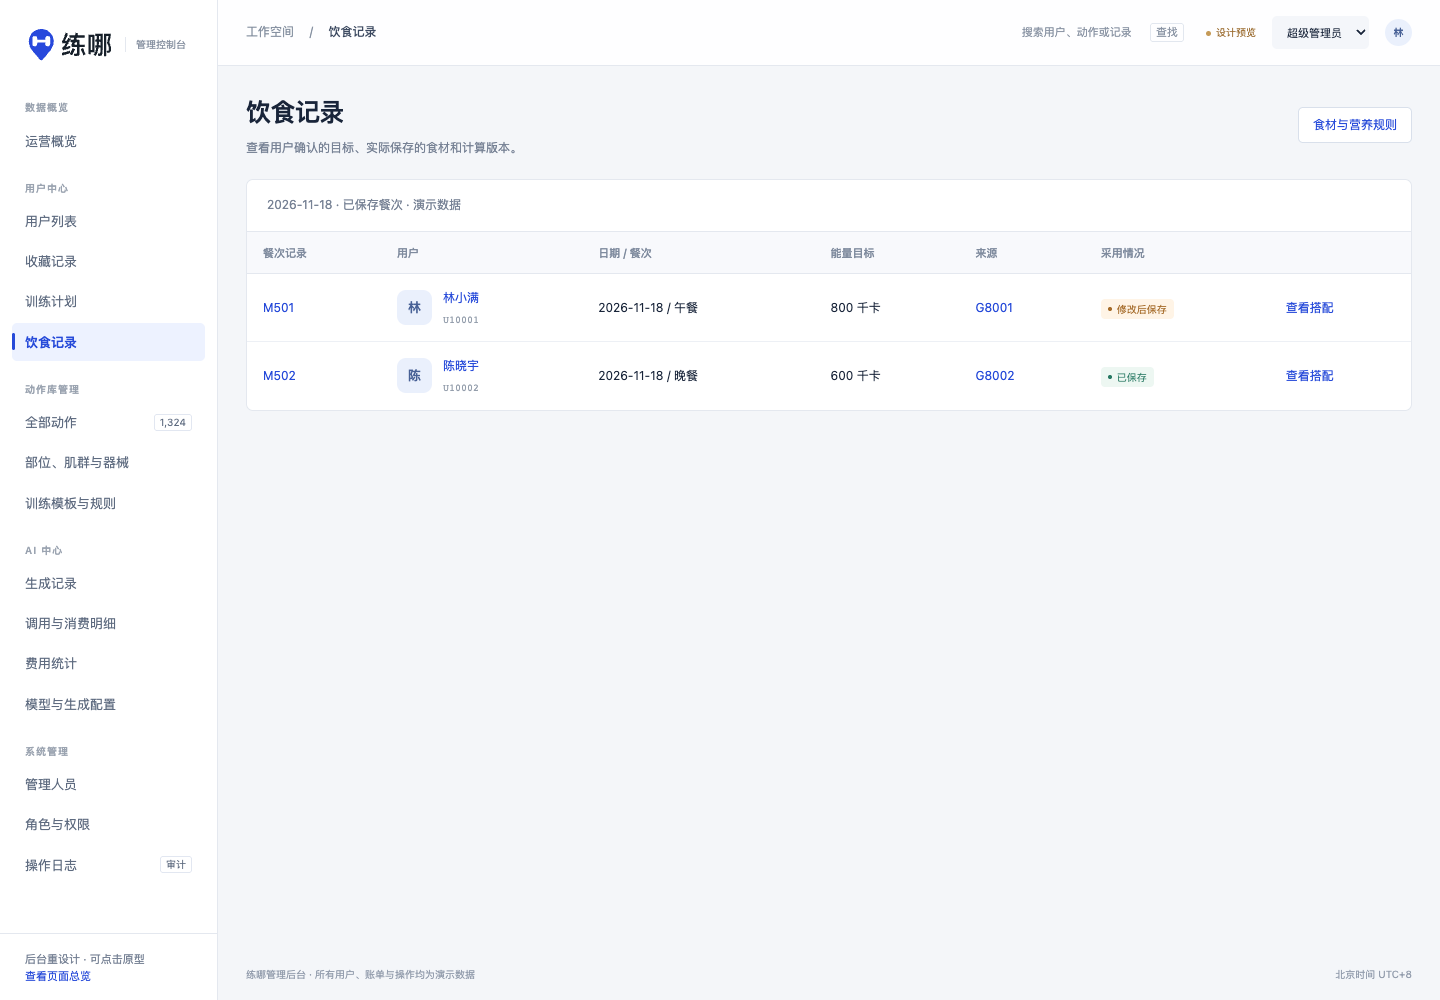 练哪 管理控制台
数据概览
运营概览
用户中心
用户列表
收藏记录
训练计划
饮食记录
动作库管理
全部动作 1,324
部位、肌群与器械
训练模板与规则
AI 中心
生成记录
调用与消费明细
费用统计
模型与生成配置
系统管理
管理人员
角色与权限
操作日志 审计
后台重设计 · 可点击原型
查看页面总览
工作空间 / 饮食记录 搜索用户、动作或记录 查找 设计预览 超级管理员 林
饮食记录
查看用户确认的目标、实际保存的食材和计算版本。
食材与营养规则
2026-11-18 · 已保存餐次 · 演示数据
餐次记录 用户 日期 / 餐次 能量目标 来源 采用情况
M501 林 林小满 U10001 2026-11-18 / 午餐 800 千卡 G8001 修改后保存 查看搭配
M502 陈 陈晓宇 U10002 2026-11-18 / 晚餐 600 千卡 G8002 已保存 查看搭配
练哪管理后台 · 所有用户、账单与操作均为演示数据
北京时间 UTC+8